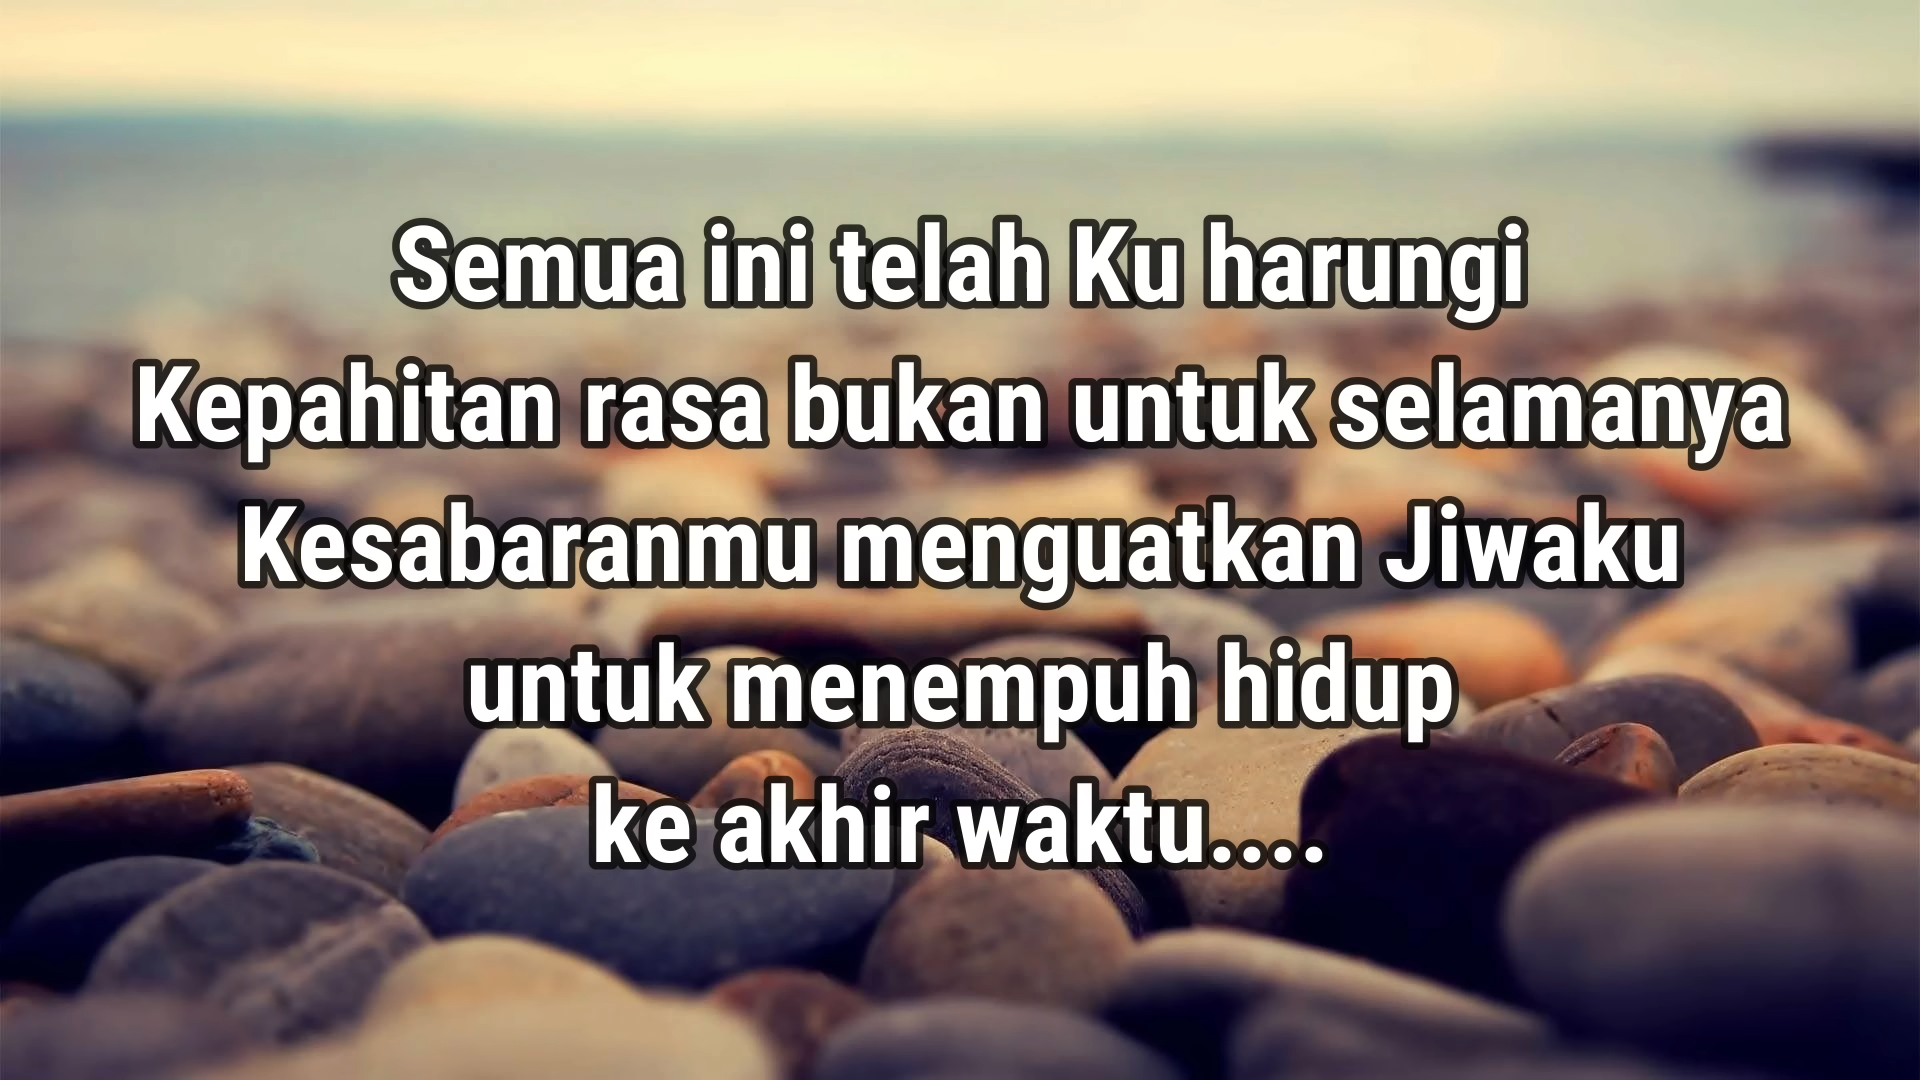 Semua ini telah Ku harungi
Kepahitan rasa bukan untuk selamanya
Kesabaranmu menguatkan Jiwaku
untuk menempuh hidup
ke akhir waktu....